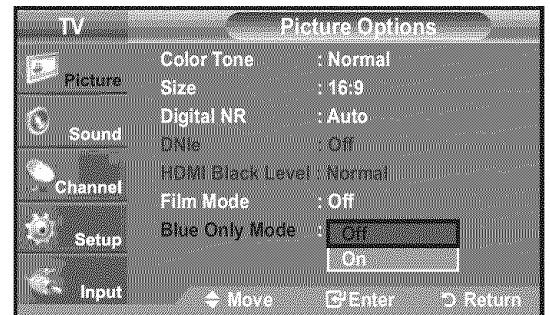 TV
Picture Options
Picture
Sound
Channel
Setup
Input
Color Tone : Normal
Size : 16:9
Digital NR : Auto
DNIe : Off
HDMI Black Level : Normal
Film Mode : Off
Blue Only Mode : Off
On
Move Enter Return